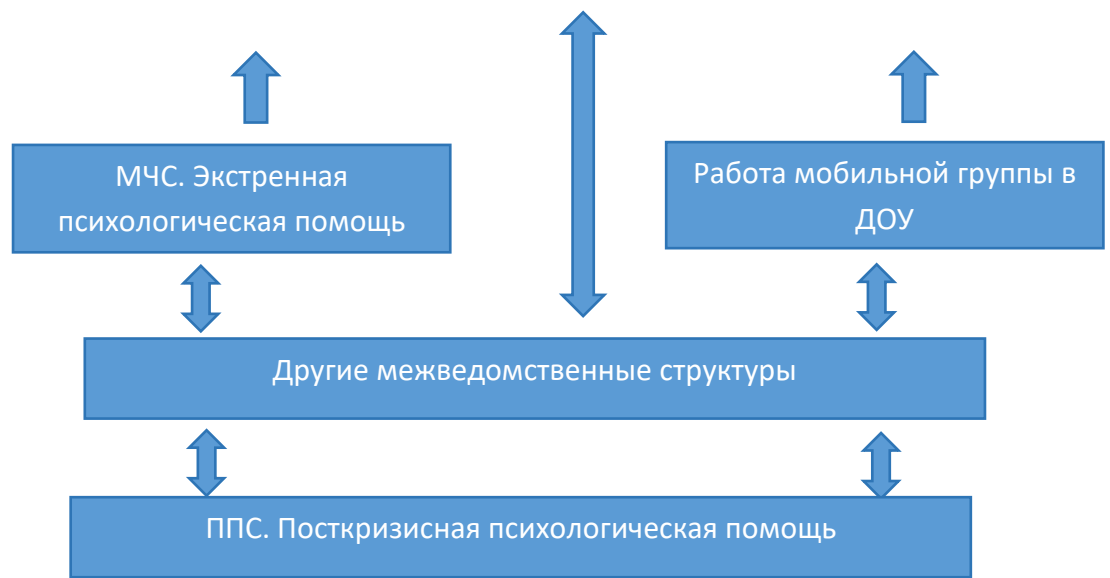 МЧС. Экстренная
психологическая помощь
Работа мобильной группы в
ДОУ
Другие межведомственные структуры
ППС. Посткризисная психологическая помощь